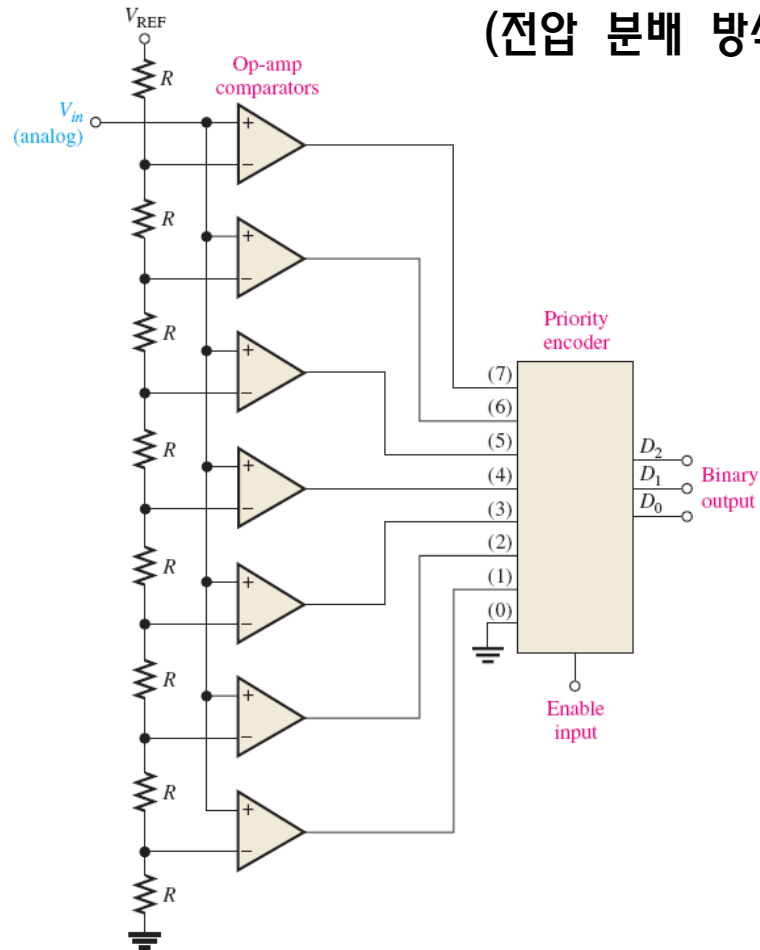 (전압 분배 방식
V_REF
R
Op-amp
comparators
V_in
(analog)
+
−
R
+
−
R
+
−
R
+
−
R
+
−
R
+
−
R
+
−
R
Priority
encoder
(7)
(6)
(5)
(4)
(3)
(2)
(1)
(0)
D_2
D_1
D_0
Binary
output
Enable
input